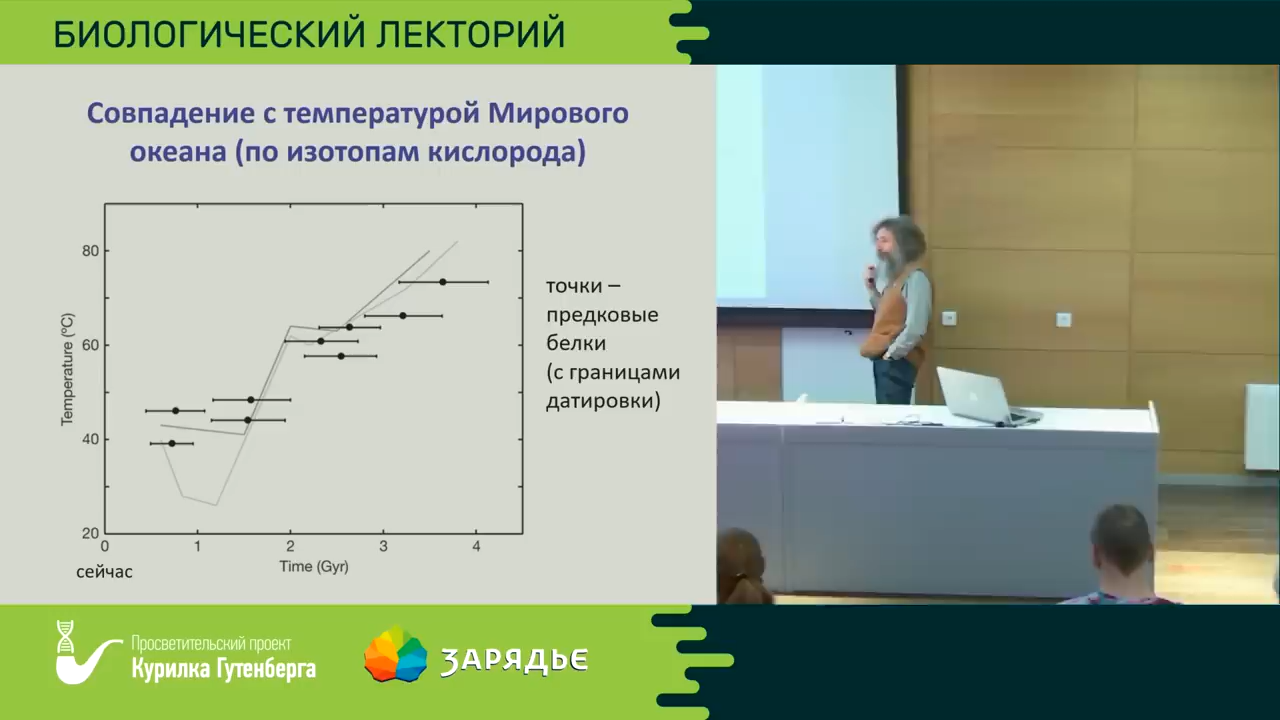 БИОЛОГИЧЕСКИЙ ЛЕКТОРИЙ
Совпадение с температурой Мирового
океана (по изотопам кислорода)
80
60
40
20
Temperature (ºC)
0 1 2 3 4
Time (Gyr)
сейчас
точки –
предковые
белки
(с границами
датировки)
Просветительский проект
Курилка Гутенберга
ЗАРЯДЬЕ